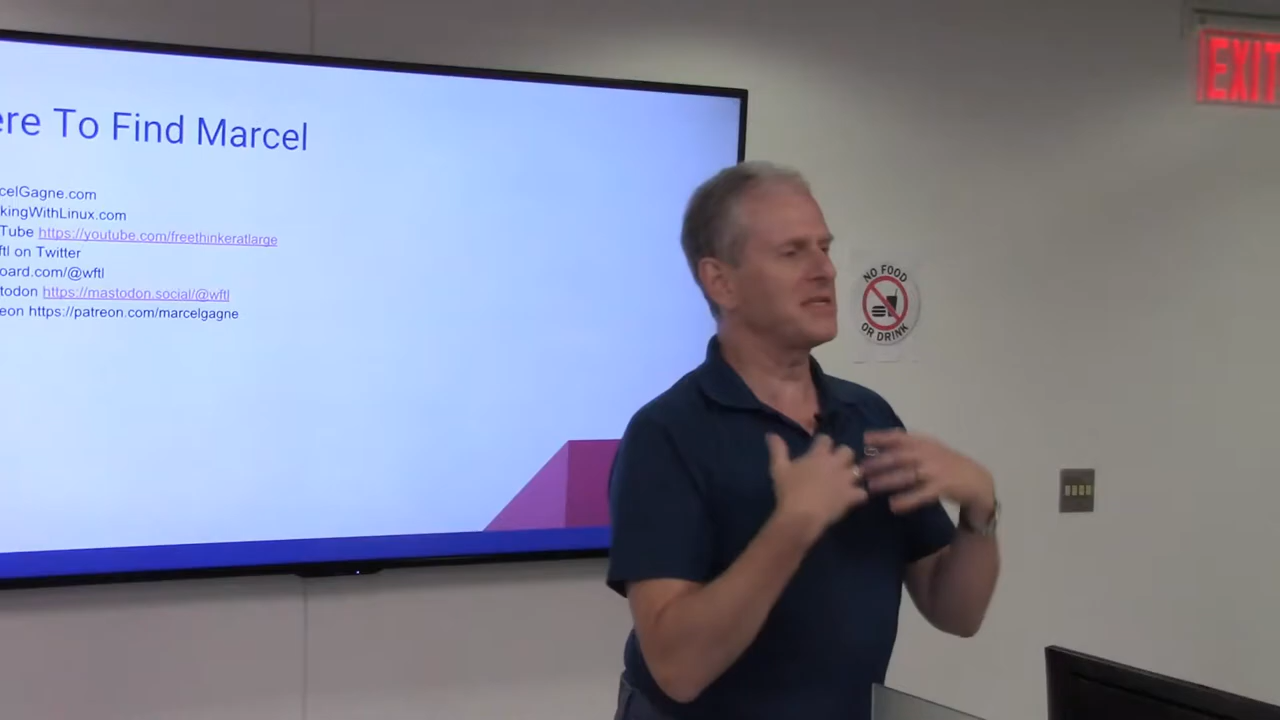 ere To Find Marcel
celGagne.com
kingWithLinux.com
Tube https://youtube.com/freethinkeratlarge
ftl on Twitter
oard.com/@wftl
todon https://mastodon.social/@wftl
eon https://patreon.com/marcelgagne
NO FOOD
OR DRINK
EXIT